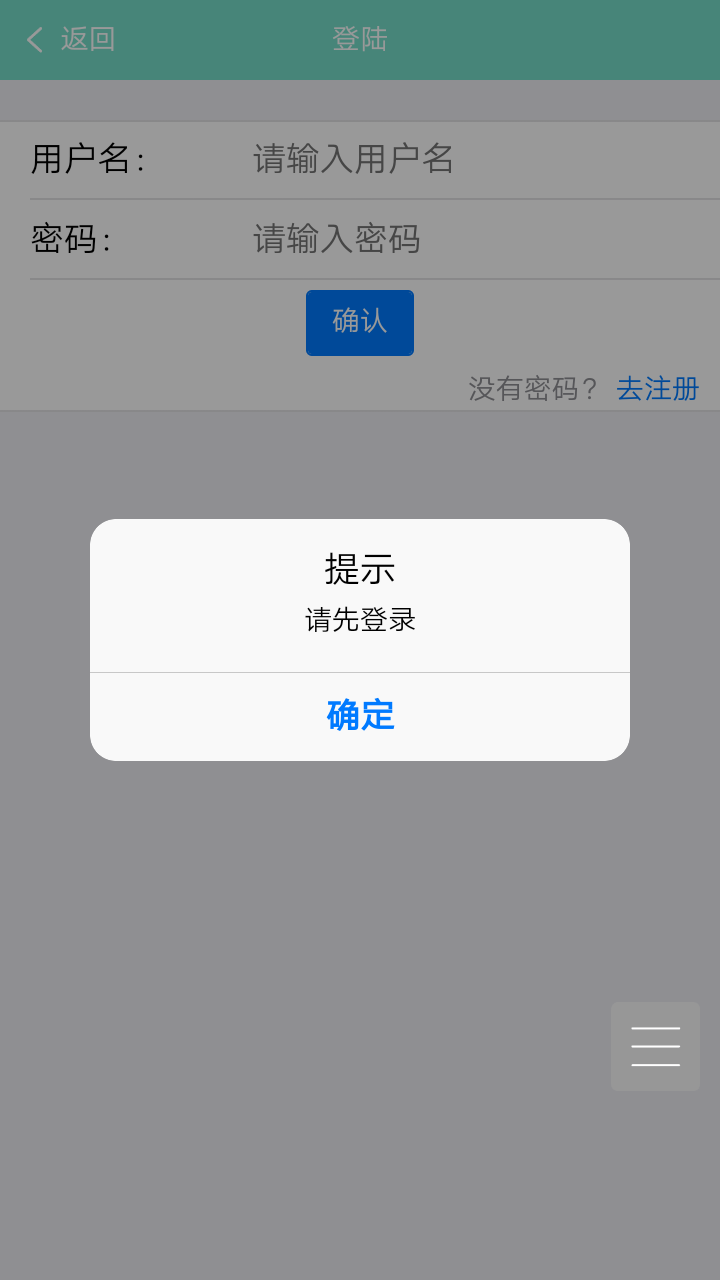 返回 登陆
用户名: 请输入用户名
密码: 请输入密码
确认
没有密码? 去注册
提示
请先登录
确定